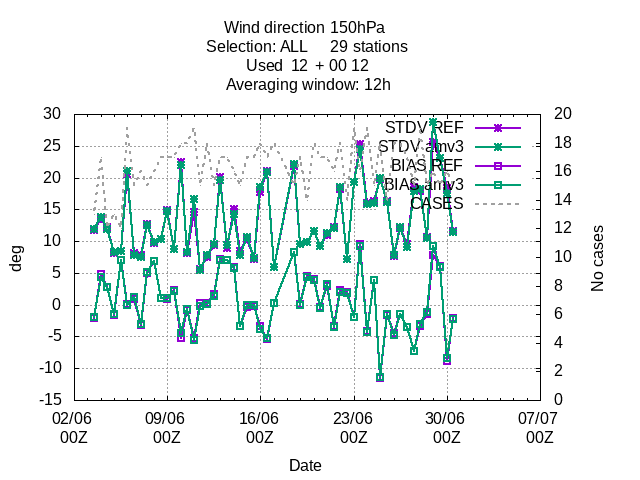 Wind direction 150hPa
Selection: ALL 29 stations
Used 12 + 00 12
Averaging window: 12h
STDV REF
STDV amv3
BIAS REF
BIAS amv3
CASES
30
25
20
15
10
5
0
-5
-10
-15
deg
20
18
16
14
12
10
8
6
4
2
0
No cases
02/06 09/06 16/06 23/06 30/06 07/07
00Z 00Z 00Z 00Z 00Z 00Z
Date